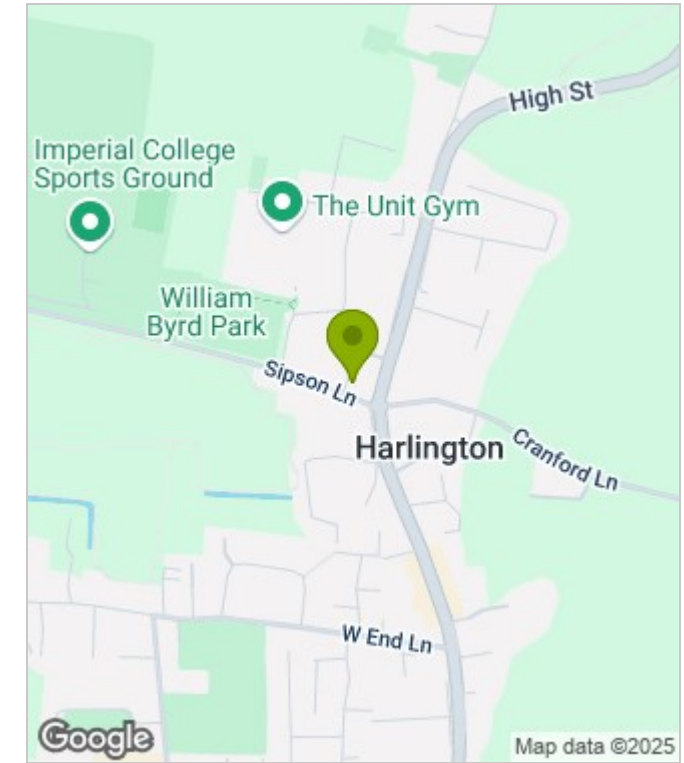 High St
Imperial College
Sports Ground
The Unit Gym
William
Byrd Park
Sipson Ln
Harlington
Cranford Ln
W End Ln
Google
Map data ©2025